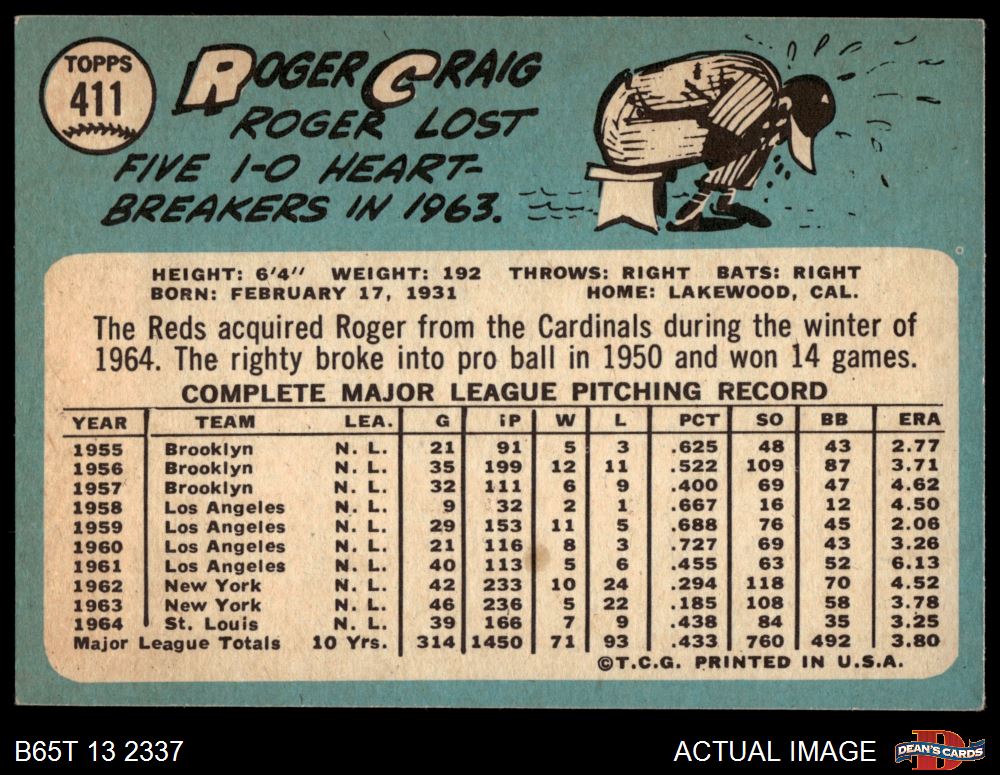 TOPPS
411
ROGER CRAIG
ROGER LOST
FIVE 1-0 HEART-
BREAKERS IN 1963.
HEIGHT: 6'4" WEIGHT: 192 THROWS: RIGHT BATS: RIGHT
BORN: FEBRUARY 17, 1931 HOME: LAKEWOOD, CAL.
The Reds acquired Roger from the Cardinals during the winter of
1964. The righty broke into pro ball in 1950 and won 14 games.
COMPLETE MAJOR LEAGUE PITCHING RECORD
YEAR TEAM LEA. G IP W L PCT SO BB ERA
1955 Brooklyn N. L. 21 91 5 3 .625 48 43 2.77
1956 Brooklyn N. L. 35 199 12 11 .522 109 87 3.71
1957 Brooklyn N. L. 32 111 6 9 .400 69 47 4.62
1958 Los Angeles N. L. 9 32 2 1 .667 16 12 4.50
1959 Los Angeles N. L. 29 153 11 5 .688 76 45 2.06
1960 Los Angeles N. L. 21 116 8 3 .727 69 43 3.26
1961 Los Angeles N. L. 40 113 5 6 .455 63 52 6.13
1962 New York N. L. 42 233 10 24 .294 118 70 4.52
1963 New York N. L. 46 236 5 22 .185 108 58 3.78
1964 St. Louis N. L. 39 166 7 9 .438 84 35 3.25
Major League Totals 10 Yrs. 314 1450 71 93 .433 760 492 3.80
©T.C.G. PRINTED IN U.S.A.
B65T 13 2337 ACTUAL IMAGE D DEAN'S CARDS